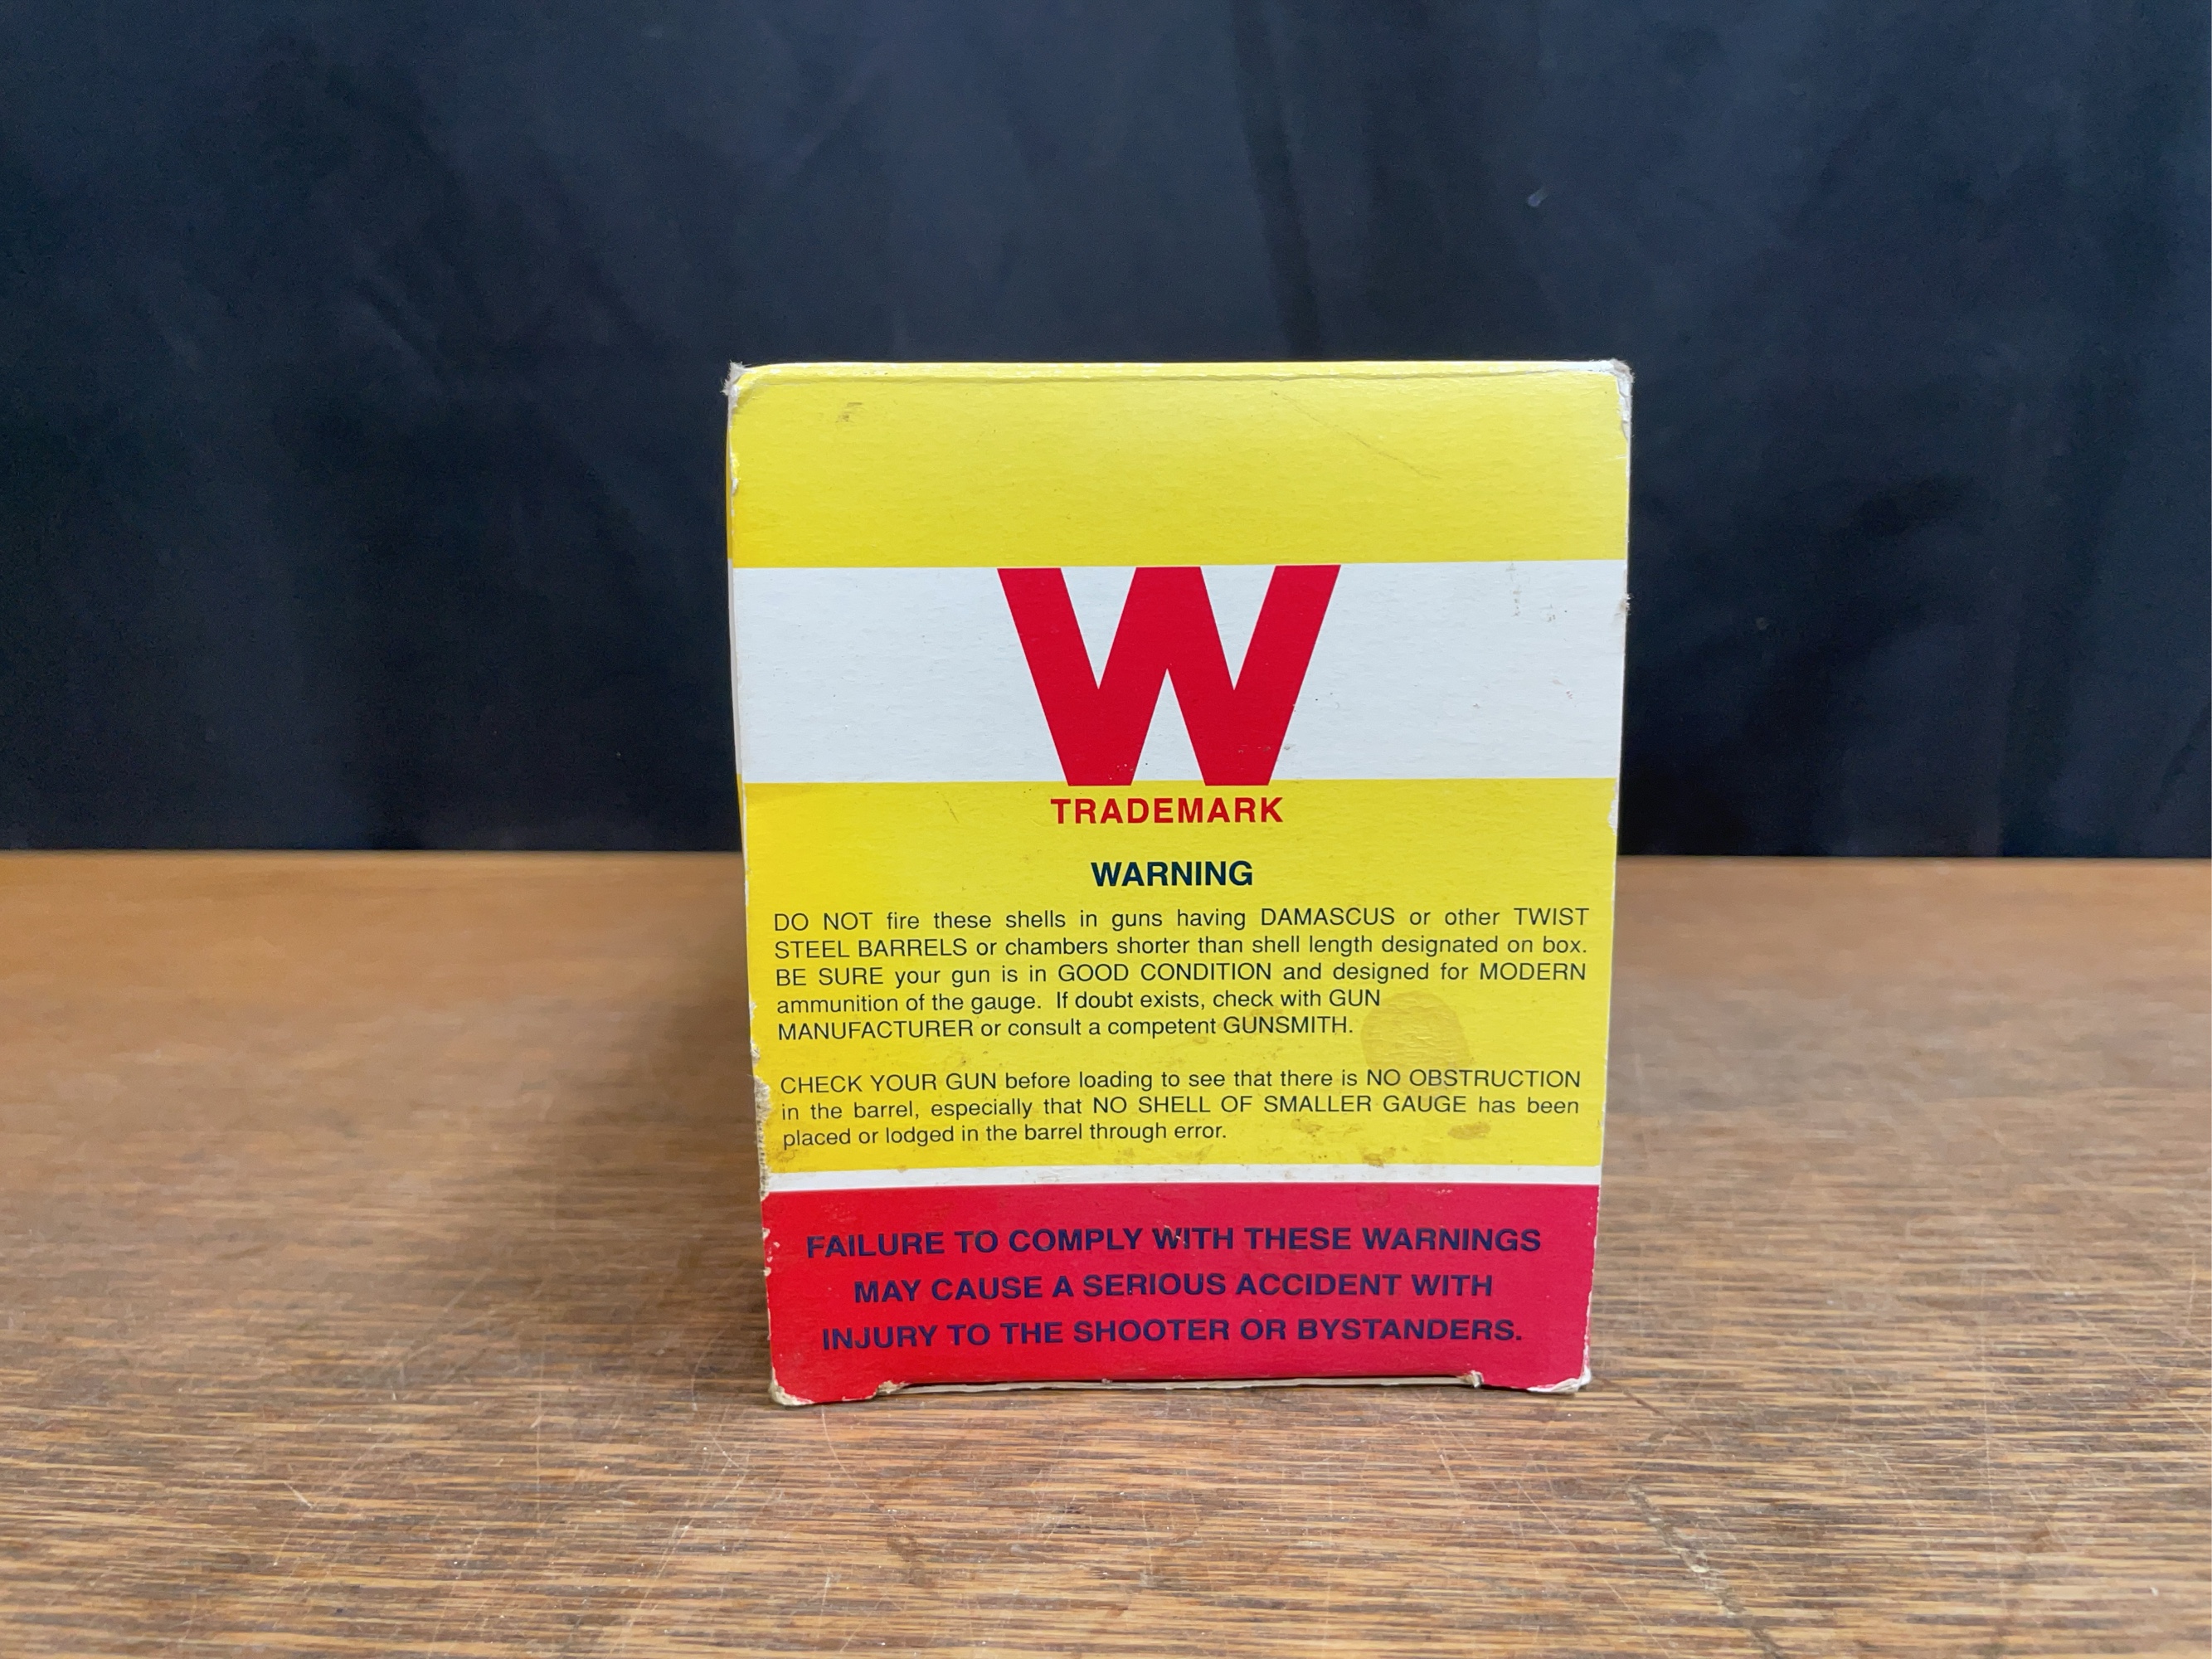 W
TRADEMARK
WARNING
DO NOT fire these shells in guns having DAMASCUS or other TWIST
STEEL BARRELS or chambers shorter than shell length designated on box.
BE SURE your gun is in GOOD CONDITION and designed for MODERN
ammunition of the gauge. If doubt exists, check with GUN
MANUFACTURER or consult a competent GUNSMITH.
CHECK YOUR GUN before loading to see that there is NO OBSTRUCTION
in the barrel, especially that NO SHELL OF SMALLER GAUGE has been
placed or lodged in the barrel through error.
FAILURE TO COMPLY WITH THESE WARNINGS
MAY CAUSE A SERIOUS ACCIDENT WITH
INJURY TO THE SHOOTER OR BYSTANDERS.